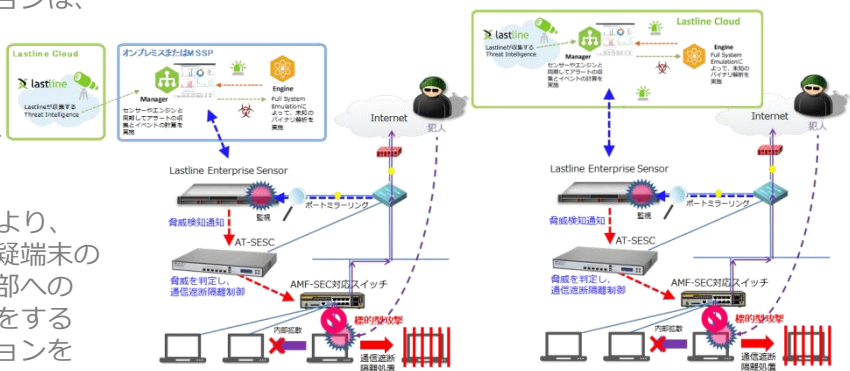 ョンは、
より、
疑端末の
部への
をする
ョンを
Lastline Cloud
lastline
Lastlineが収集する
Threat Intelligence
オンプレミスまたはMSSP
Manager
センサーやエンジンと
同期してアラートの収
集とイベントの計算を
実施
Engine
Full System
Emulationに
よって、未知の
バイナリ解析を
実施
Internet
犯人
Lastline Enterprise Sensor
監視
ポートミラーリング
脅威検知通知
AT-SESC
脅威を判定し、
通信遮断隔離制御
AMF-SEC対応スイッチ
標的型攻撃
内部拡散
通信遮断
隔離処置
Lastline Cloud
lastline
Lastlineが収集する
Threat Intelligence
Manager
センサーやエンジンと
同期してアラートの収
集とイベントの計算を
実施
Engine
Full System
Emulationに
よって、未知の
バイナリ解析を
実施
Internet
犯人
Lastline Enterprise Sensor
監視
ポートミラーリング
脅威検知通知
AT-SESC
脅威を判定し、
通信遮断隔離制御
AMF-SEC対応スイッチ
標的型攻撃
内部拡散
通信遮断
隔離処置